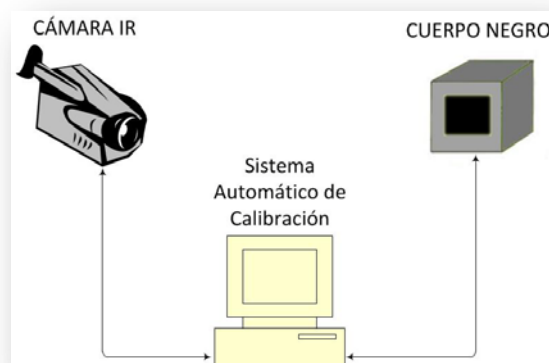 CÁMARA IR
CUERPO NEGRO
Sistema
Automático de
Calibración